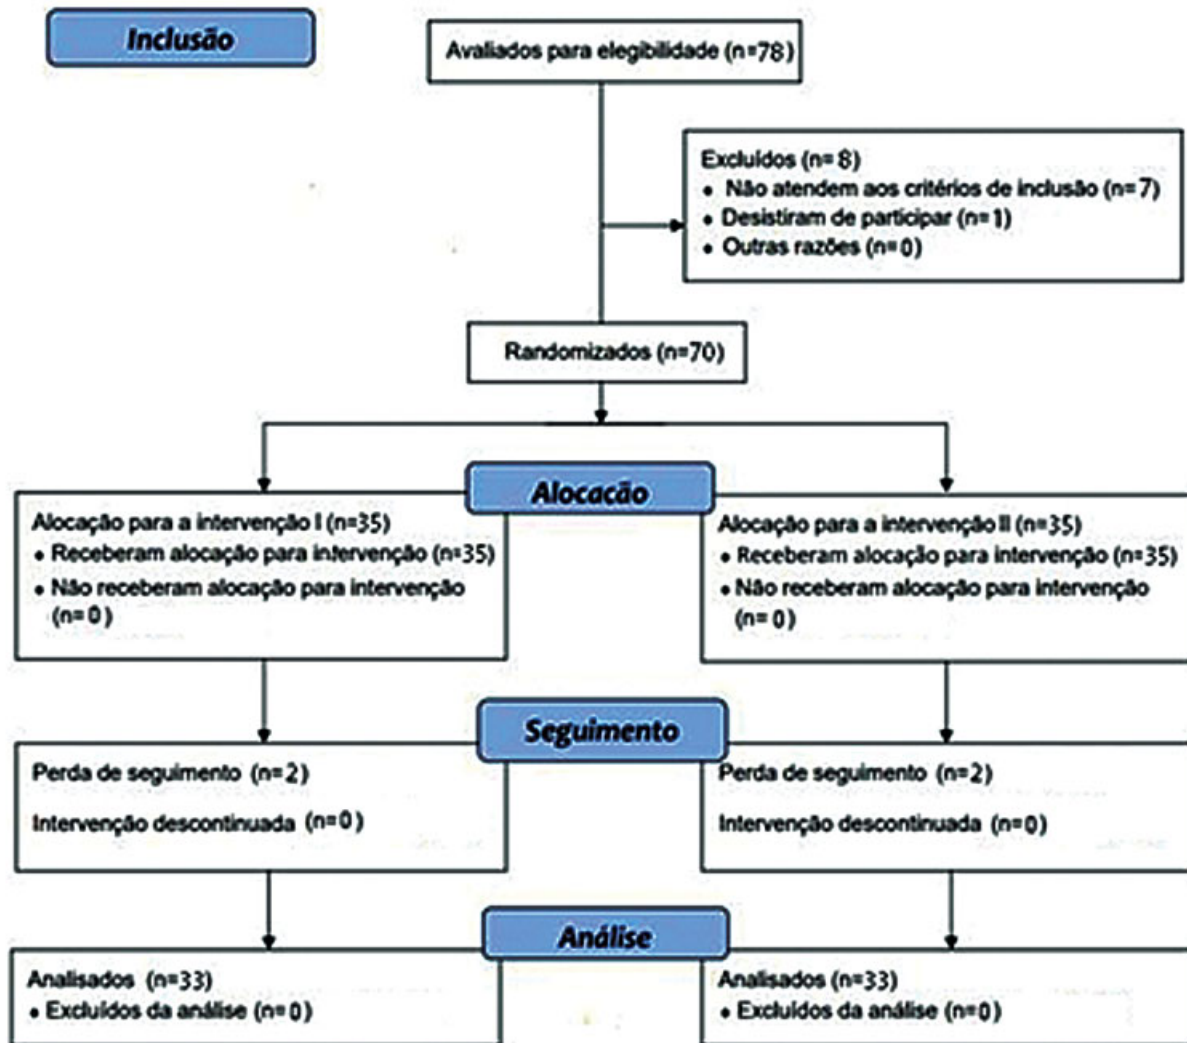 Inclusão
Avaliados para elegibilidade (n=78)
Excluídos (n=8)
• Não atendem aos critérios de inclusão (n=7)
• Desistiram de participar (n=1)
• Outras razões (n=0)
Randomizados (n=70)
Alocação
Alocação para a intervenção I (n=35)
• Receberam alocação para intervenção (n=35)
• Não receberam alocação para intervenção
(n=0)
Alocação para a intervenção II (n=35)
• Receberam alocação para intervenção (n=35)
• Não receberam alocação para intervenção
(n=0)
Seguimento
Perda de seguimento (n=2)
Intervenção descontinuada (n=0)
Perda de seguimento (n=2)
Intervenção descontinuada (n=0)
Análise
Analisados (n=33)
• Excluídos da análise (n=0)
Analisados (n=33)
• Excluídos da análise (n=0)